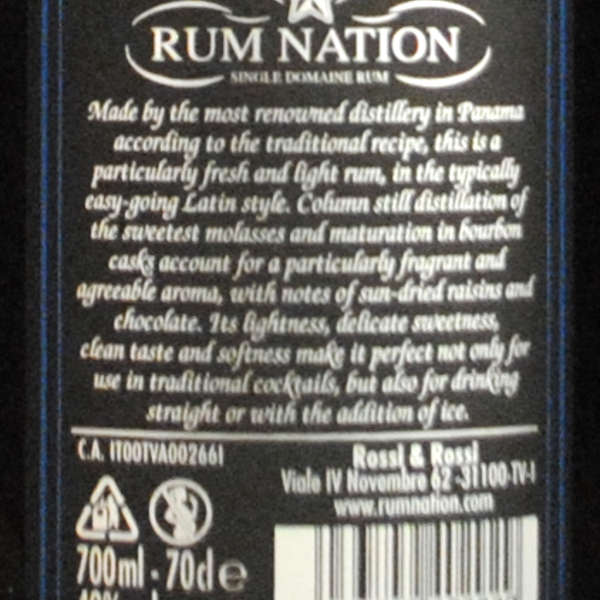 RUM NATION
SINGLE DOMAINE RUM
Made by the most renowned distillery in Panama
according to the traditional recipe, this is a
particularly fresh and light rum, in the typically
easy-going Latin style. Column still distillation of
the sweetest molasses and maturation in bourbon
casks account for a particularly fragrant and
agreeable aroma, with notes of sun-dried raisins and
chocolate. Its lightness, delicate sweetness,
clean taste and softness make it perfect not only for
use in traditional cocktails, but also for drinking
straight or with the addition of ice.
C.A. IT00TVA002661
Rossi & Rossi
Viale IV Novembre 62 -31100-TV-I
www.rumnation.com
700ml - 70cl e